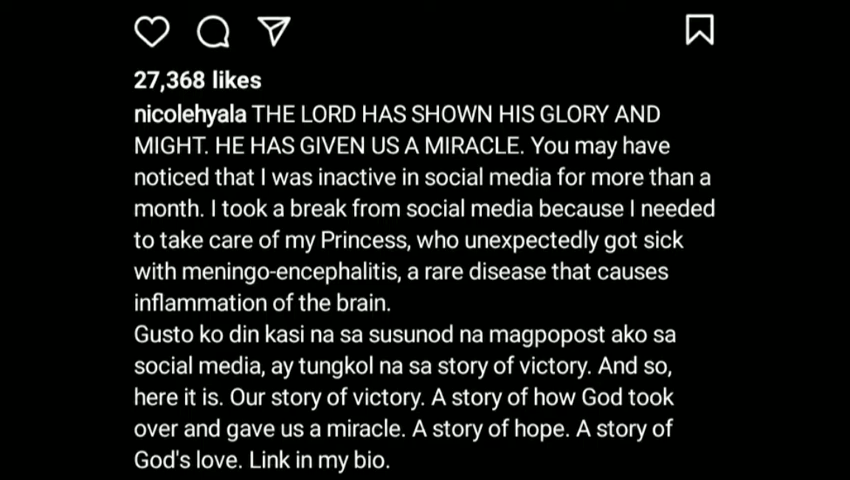 27,368 likes
nicolehyala THE LORD HAS SHOWN HIS GLORY AND
MIGHT. HE HAS GIVEN US A MIRACLE. You may have
noticed that I was inactive in social media for more than a
month. I took a break from social media because I needed
to take care of my Princess, who unexpectedly got sick
with meningo-encephalitis, a rare disease that causes
inflammation of the brain.
Gusto ko din kasi na sa susunod na magpopost ako sa
social media, ay tungkol na sa story of victory. And so,
here it is. Our story of victory. A story of how God took
over and gave us a miracle. A story of hope. A story of
God's love. Link in my bio.